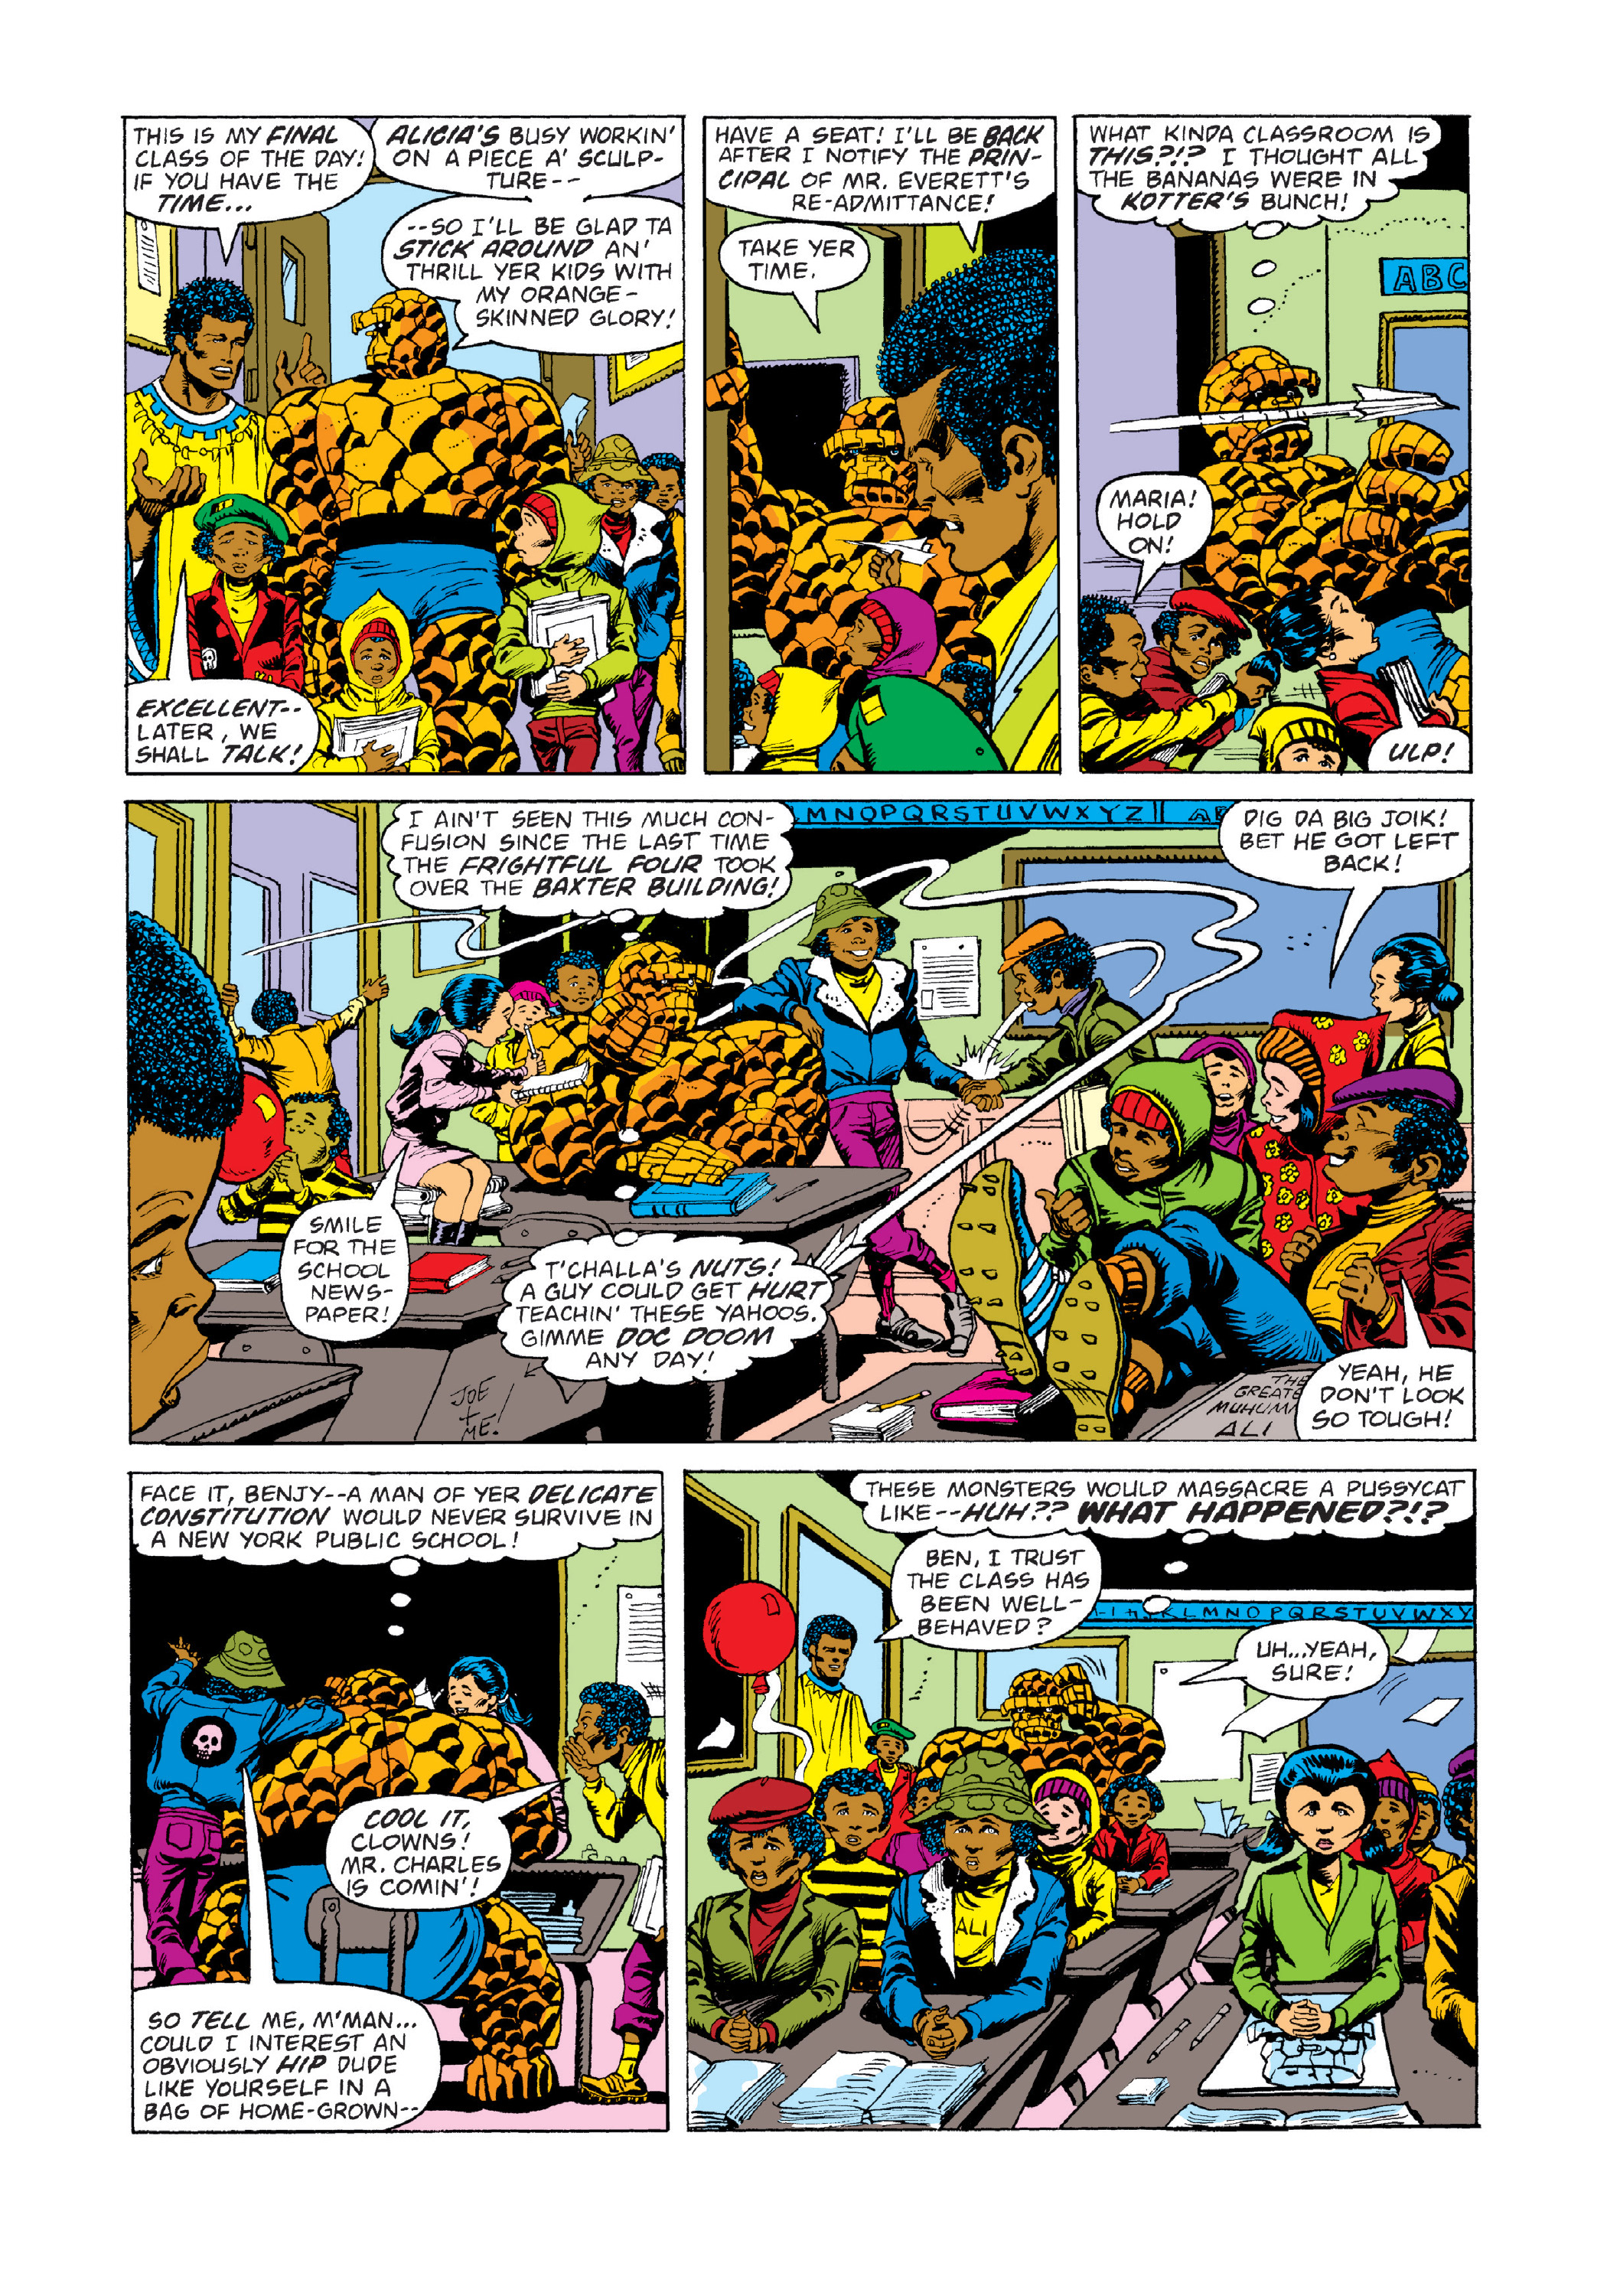 THIS IS MY FINAL
CLASS OF THE DAY!
IF YOU HAVE THE
TIME...
ALICIA'S BUSY WORKIN'
ON A PIECE A' SCULP-
TURE--
--SO I'LL BE GLAD TA
STICK AROUND AN'
THRILL YER KIDS WITH
MY ORANGE-
SKINNED GLORY!
EXCELLENT--
LATER, WE
SHALL TALK!
HAVE A SEAT! I'LL BE BACK
AFTER I NOTIFY THE PRIN-
CIPAL OF MR. EVERETT'S
RE-ADMITTANCE!
TAKE YER
TIME.
WHAT KINDA CLASSROOM IS
THIS?!? I THOUGHT ALL
THE BANANAS WERE IN
KOTTER'S BUNCH!
ABC
MARIA!
HOLD
ON!
ULP!
I AIN'T SEEN THIS MUCH CON-
FUSION SINCE THE LAST TIME
THE FRIGHTFUL FOUR TOOK
OVER THE BAXTER BUILDING!
MNOPQRSTUVWXYZ A
DIG DA BIG JOIK!
BET HE GOT LEFT
BACK!
SMILE
FOR THE
SCHOOL
NEWS-
PAPER!
T'CHALLA'S NUTS!
A GUY COULD GET HURT
TEACHIN' THESE YAHOOS.
GIMME DOC DOOM
ANY DAY!
JOE
+
ME!
THE
GREATE
MUHUMM
ALI
YEAH, HE
DON'T LOOK
SO TOUGH!
FACE IT, BENJY--A MAN OF YER DELICATE
CONSTITUTION WOULD NEVER SURVIVE IN
A NEW YORK PUBLIC SCHOOL!
COOL IT,
CLOWNS!
MR. CHARLES
IS COMIN'!
SO TELL ME, M'MAN...
COULD I INTEREST AN
OBVIOUSLY HIP DUDE
LIKE YOURSELF IN A
BAG OF HOME-GROWN--
THESE MONSTERS WOULD MASSACRE A PUSSYCAT
LIKE--HUH?? WHAT HAPPENED?!?
BEN, I TRUST
THE CLASS HAS
BEEN WELL-
BEHAVED?
KLMNOPQRSTUVWXY
UH...YEAH,
SURE!
ALI